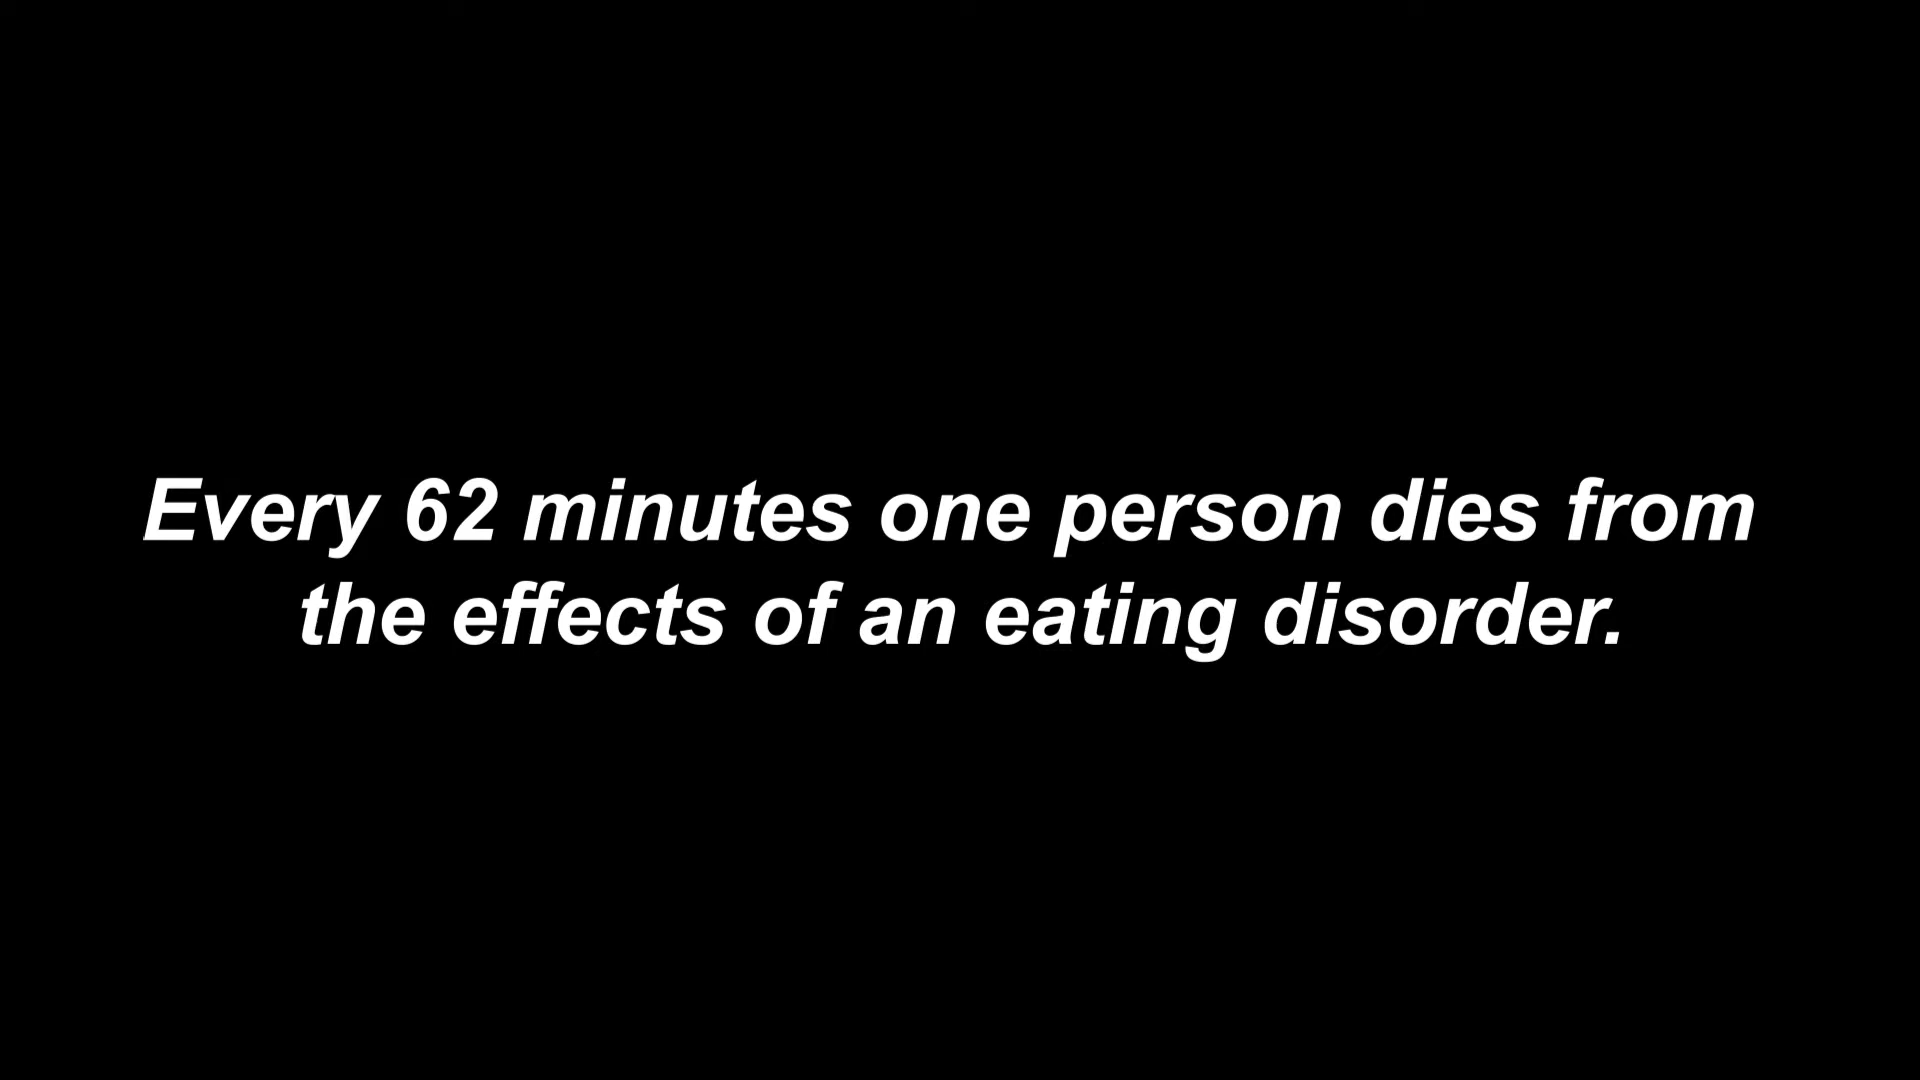 Every 62 minutes one person dies from
the effects of an eating disorder.